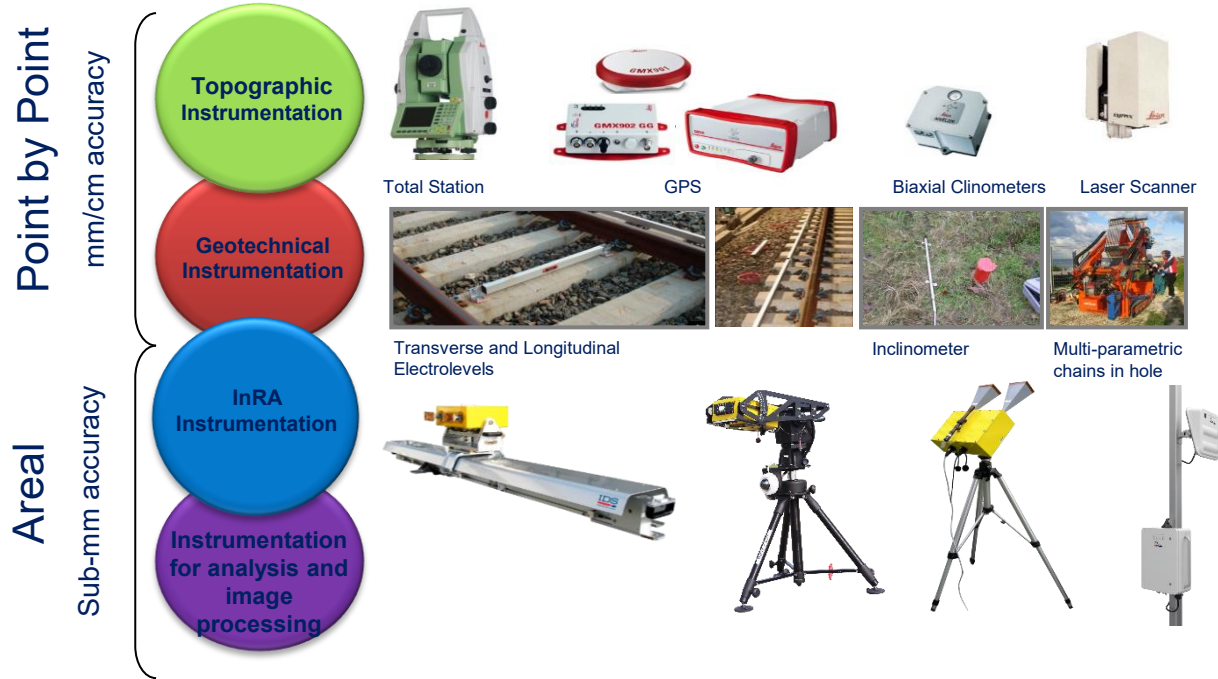 Point by Point
mm/cm accuracy
Topographic
Instrumentation
GMX901
GMX902 GG
Total Station
GPS
Biaxial Clinometers
Laser Scanner
Geotechnical
Instrumentation
Transverse and Longitudinal
Electrolevels
Inclinometer
Multi-parametric
chains in hole
Areal
Sub-mm accuracy
InRA
Instrumentation
IDS
Instrumentation
for analysis and
image
processing